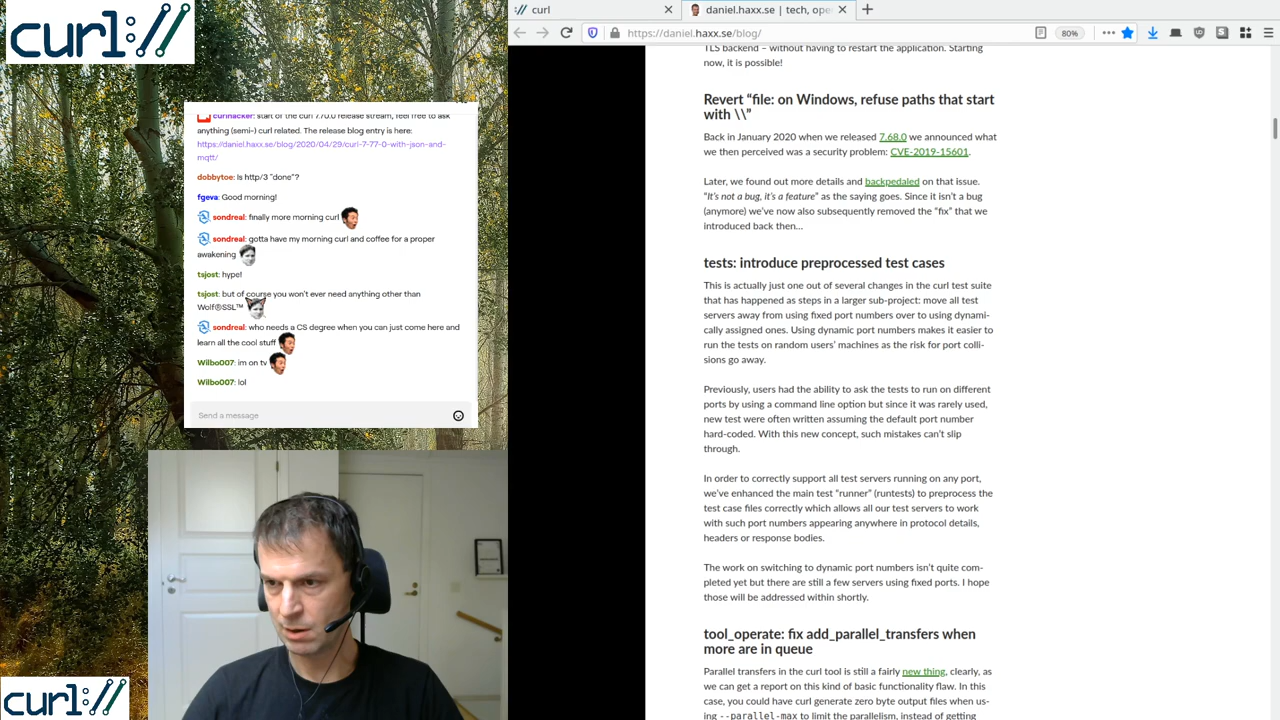 curl://
curlhacker: start of the curl 7.70.0 release stream, feel free to ask
anything (semi-) curl related. The release blog entry is here:
https://daniel.haxx.se/blog/2020/04/29/curl-7-77-0-with-json-and-
mqtt/
dobbytoe: Is http/3 "done"?
fgeva: Good morning!
sondreal: finally more morning curl
sondreal: gotta have my morning curl and coffee for a proper
awakening
tsjost: hype!
tsjost: but of course you won't ever need anything other than
Wolf®SSL™
sondreal: who needs a CS degree when you can just come here and
learn all the cool stuff
Wilbo007: im on tv
Wilbo007: lol
Send a message
curl://
curl
daniel.haxx.se | tech, ope
https://daniel.haxx.se/blog/
80%
TLS backend – without having to restart the application. Starting
now, it is possible!
Revert “file: on Windows, refuse paths that start
with \\”
Back in January 2020 when we released 7.68.0 we announced what
we then perceived was a security problem: CVE-2019-15601.
Later, we found out more details and backpedaled on that issue.
“It’s not a bug, it’s a feature” as the saying goes. Since it isn’t a bug
(anymore) we’ve now also subsequently removed the “fix” that we
introduced back then…
tests: introduce preprocessed test cases
This is actually just one out of several changes in the curl test suite
that has happened as steps in a larger sub-project: move all test
servers away from using fixed port numbers over to using dynami-
cally assigned ones. Using dynamic port numbers makes it easier to
run the tests on random users’ machines as the risk for port colli-
sions go away.
Previously, users had the ability to ask the tests to run on different
ports by using a command line option but since it was rarely used,
new test were often written assuming the default port number
hard-coded. With this new concept, such mistakes can’t slip
through.
In order to correctly support all test servers running on any port,
we’ve enhanced the main test “runner” (runtests) to preprocess the
test case files correctly which allows all our test servers to work
with such port numbers appearing anywhere in protocol details,
headers or response bodies.
The work on switching to dynamic port numbers isn’t quite com-
pleted yet but there are still a few servers using fixed ports. I hope
those will be addressed within shortly.
tool_operate: fix add_parallel_transfers when
more are in queue
Parallel transfers in the curl tool is still a fairly new thing, clearly, as
we can get a report on this kind of basic functionality flaw. In this
case, you could have curl generate zero byte output files when us-
ing --parallel-max to limit the parallelism, instead of getting